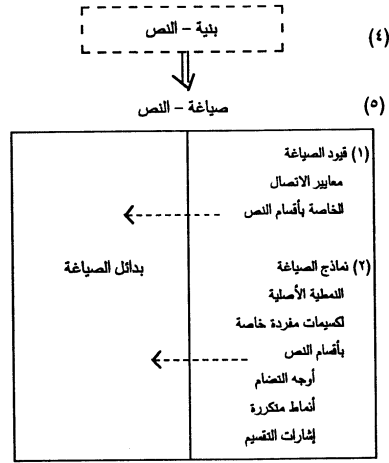 (٤) بنية – النص
(٥) صياغة – النص
(١) قيود الصياغة
معايير الاتصال
الخاصة بأقسام النص
(٢) نماذج الصياغة
النمطية الأصلية
لكسيمات مفردة خاصة
بأقسام النص
أوجه التضام
أنماط متكررة
إشارات التقسيم
بدائل الصياغة